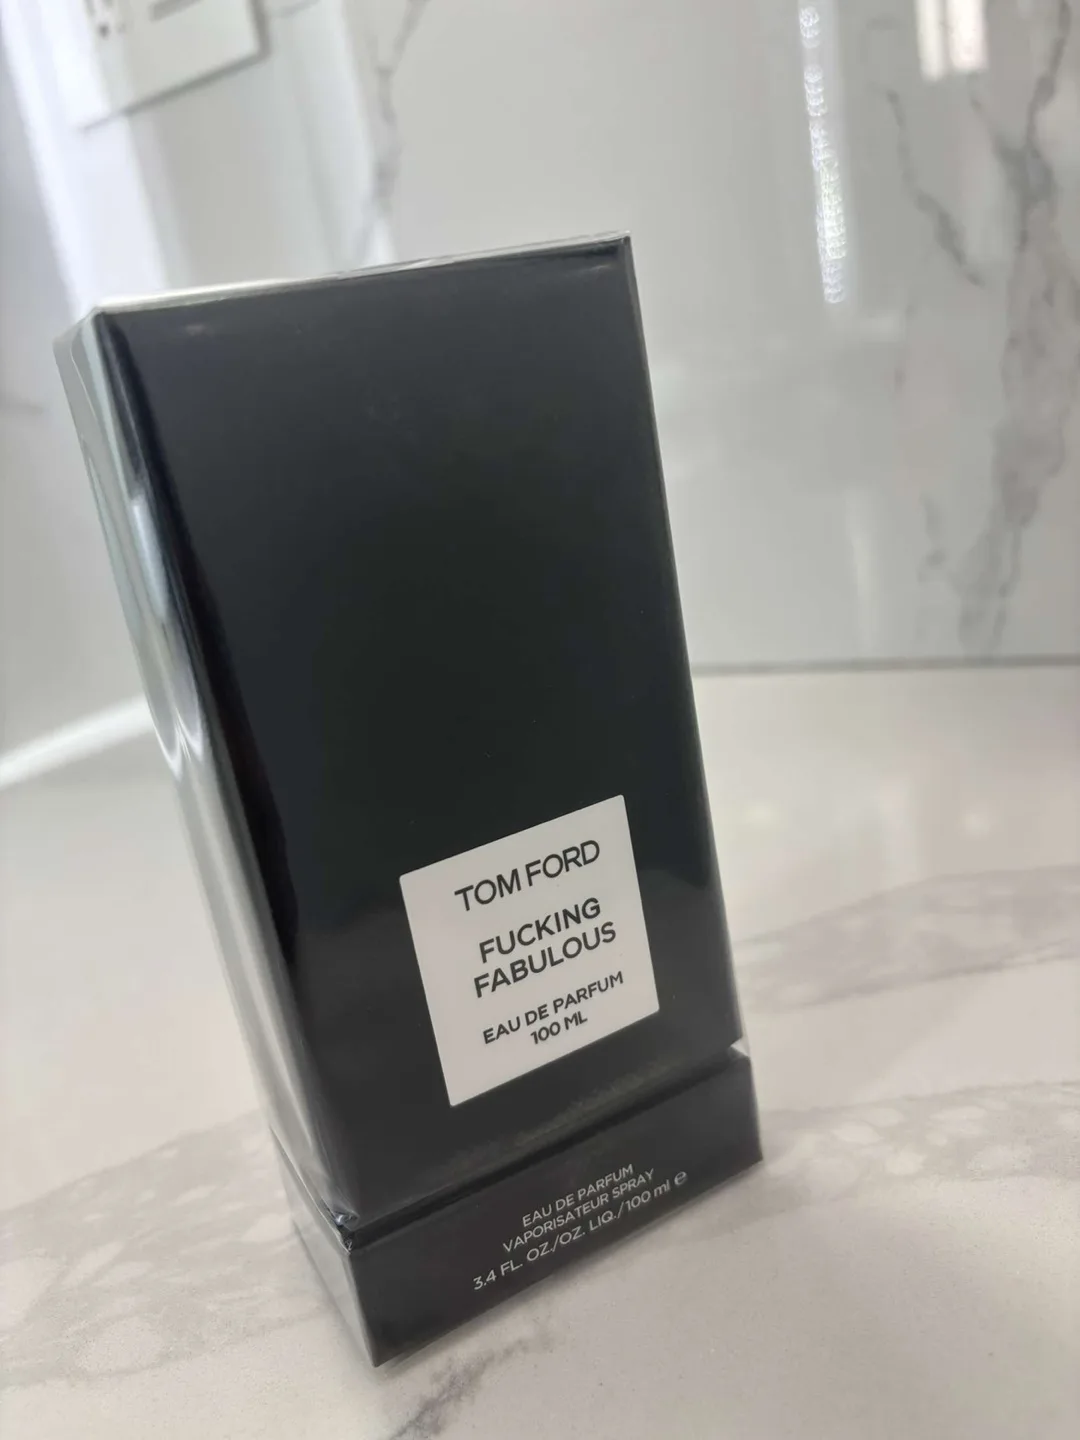 TOM FORD
FUCKING
FABULOUS
EAU DE PARFUM
100 ML
EAU DE PARFUM
VAPORISATEUR SPRAY
3.4 FL. OZ./OZ. LIQ./100 ml ℮